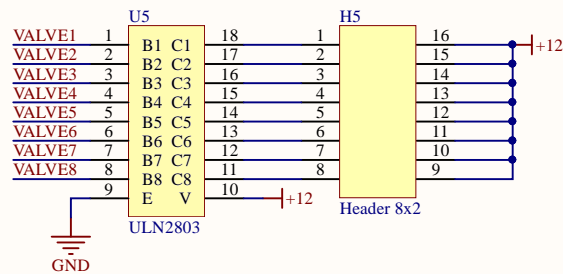 U5 H5
VALVE1 1 B1 C1 18 1 16 +12
VALVE2 2 B2 C2 17 2 15
VALVE3 3 B3 C3 16 3 14
VALVE4 4 B4 C4 15 4 13
VALVE5 5 B5 C5 14 5 12
VALVE6 6 B6 C6 13 6 11
VALVE7 7 B7 C7 12 7 10
VALVE8 8 B8 C8 11 8 9
9 E V 10 +12
ULN2803 Header 8x2
GND